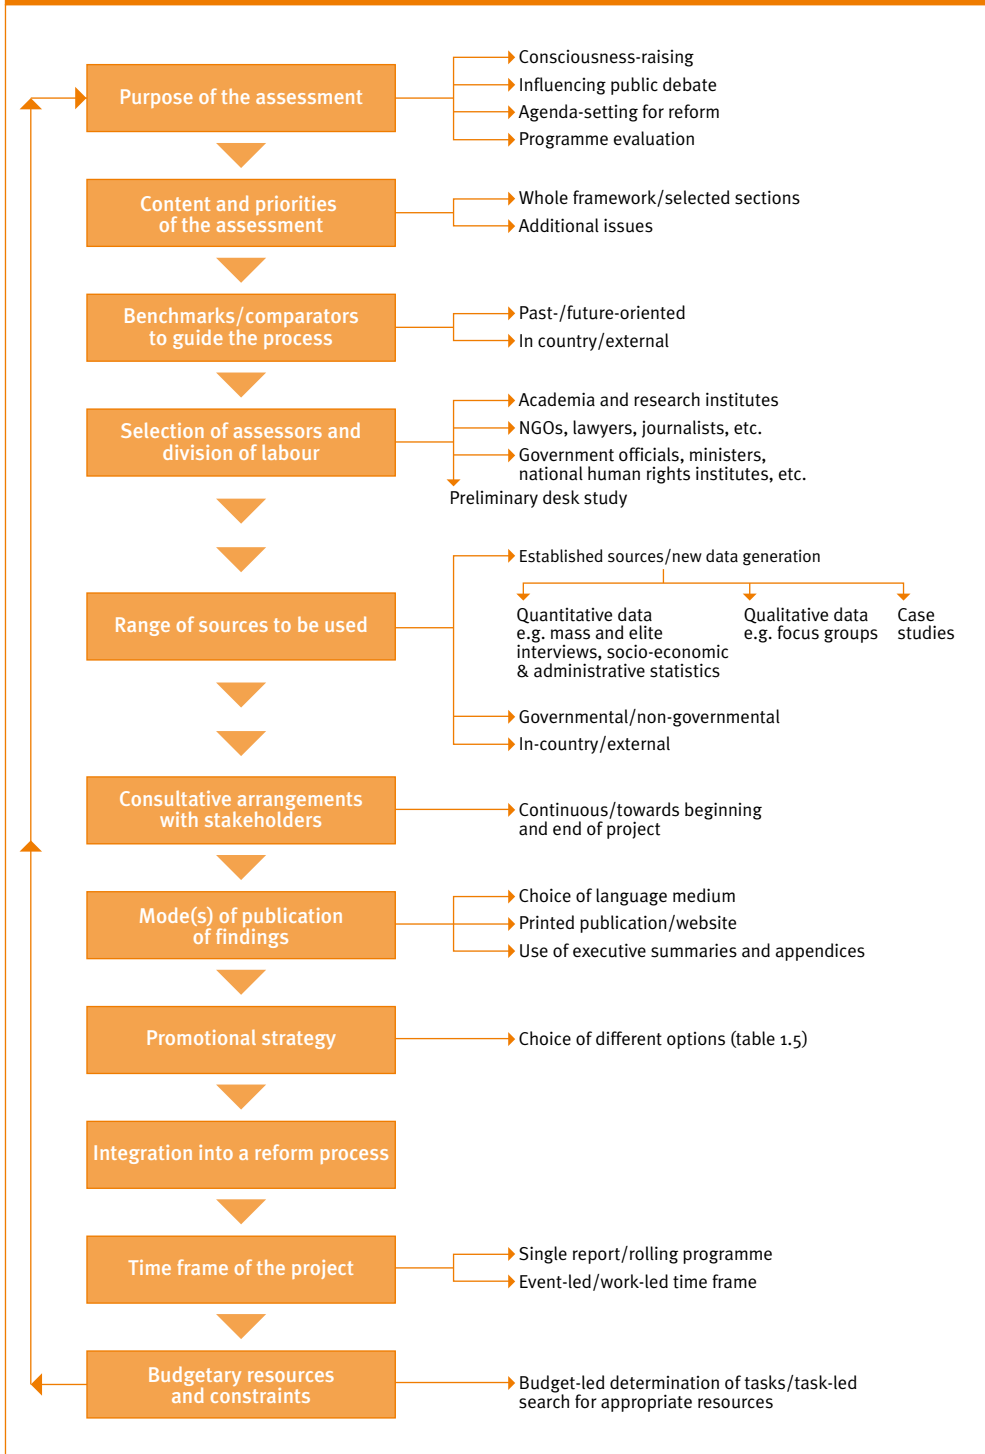 Purpose of the assessment
Consciousness-raising
Influencing public debate
Agenda-setting for reform
Programme evaluation
Content and priorities
of the assessment
Whole framework/selected sections
Additional issues
Benchmarks/comparators
to guide the process
Past-/future-oriented
In country/external
Selection of assessors and
division of labour
Academia and research institutes
NGOs, lawyers, journalists, etc.
Government officials, ministers,
national human rights institutes, etc.
Preliminary desk study
Range of sources to be used
Established sources/new data generation
Quantitative data
e.g. mass and elite
interviews, socio-economic
& administrative statistics
Qualitative data
e.g. focus groups
Case
studies
Governmental/non-governmental
In-country/external
Consultative arrangements
with stakeholders
Continuous/towards beginning
and end of project
Mode(s) of publication
of findings
Choice of language medium
Printed publication/website
Use of executive summaries and appendices
Promotional strategy
Choice of different options (table 1.5)
Integration into a reform process
Time frame of the project
Single report/rolling programme
Event-led/work-led time frame
Budgetary resources
and constraints
Budget-led determination of tasks/task-led
search for appropriate resources